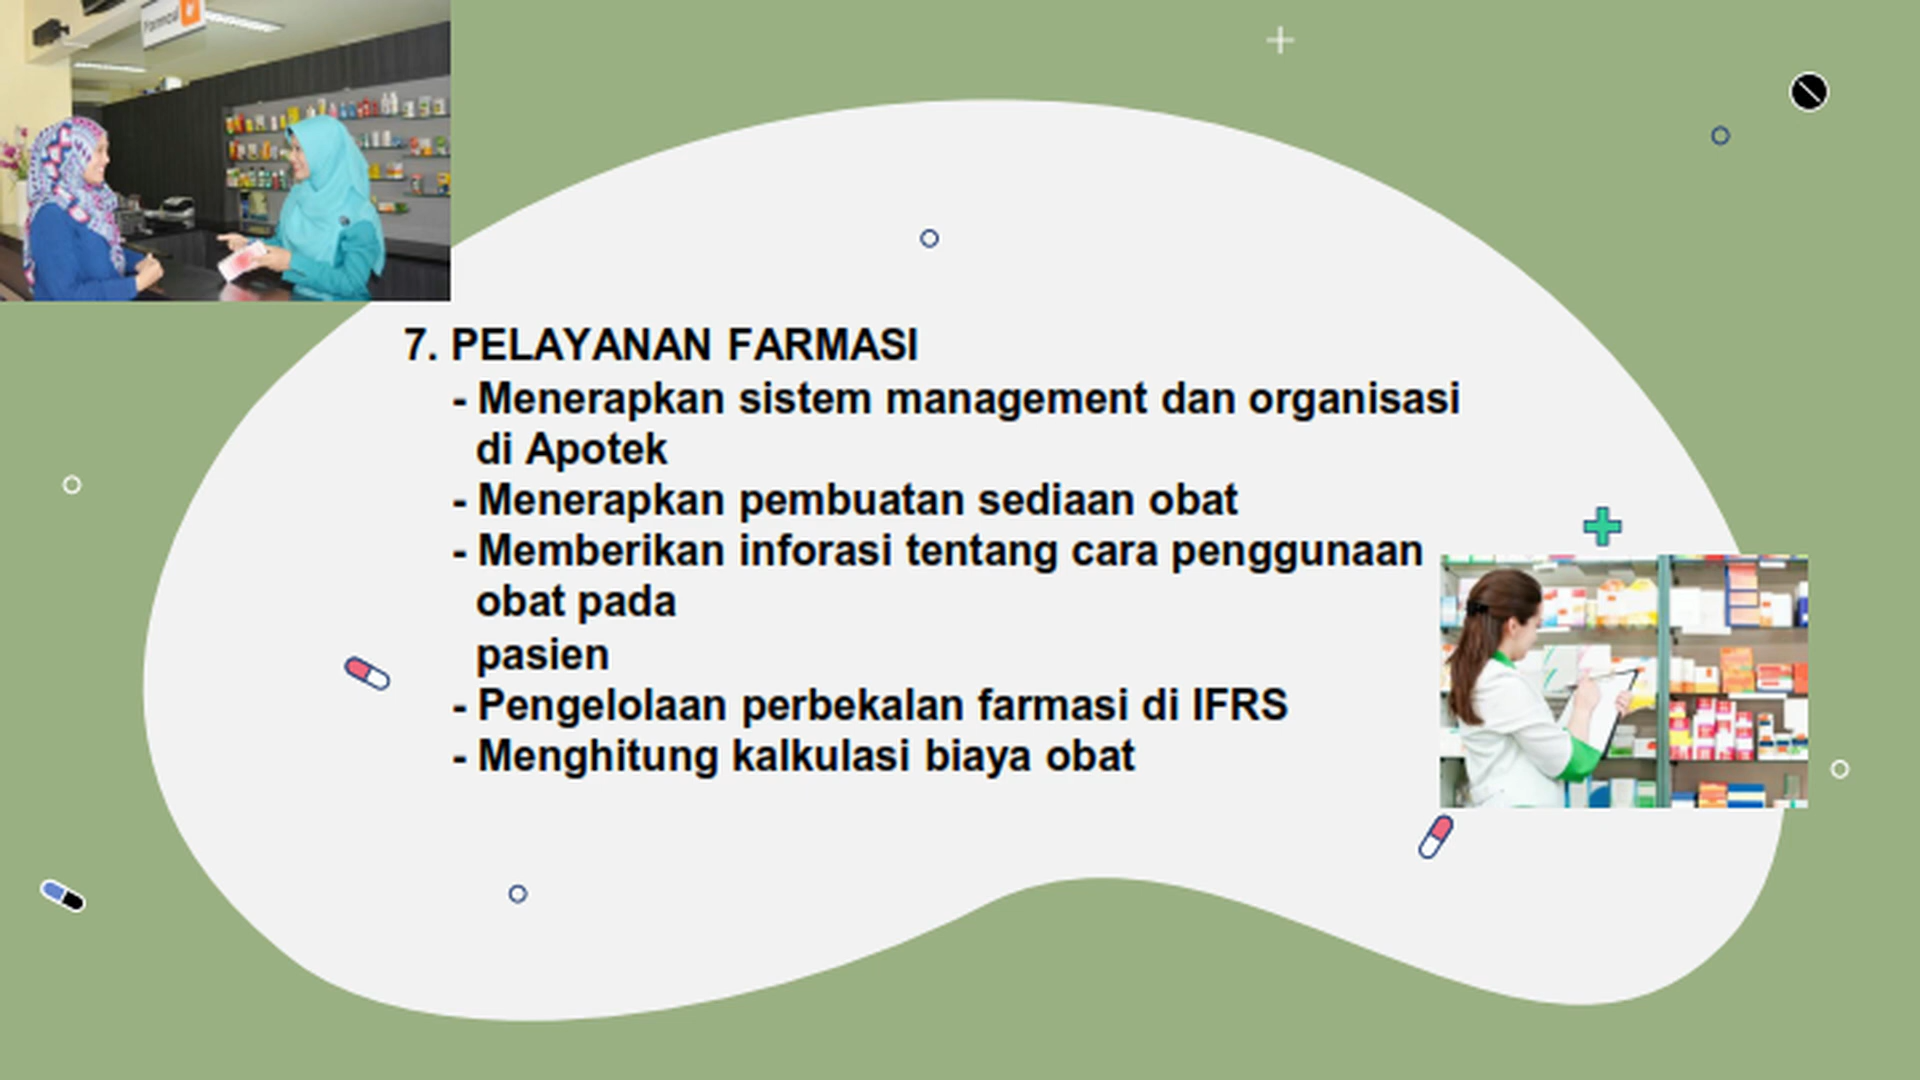 Farmasi
7. PELAYANAN FARMASI
- Menerapkan sistem management dan organisasi
di Apotek
- Menerapkan pembuatan sediaan obat
- Memberikan inforasi tentang cara penggunaan
obat pada
pasien
- Pengelolaan perbekalan farmasi di IFRS
- Menghitung kalkulasi biaya obat